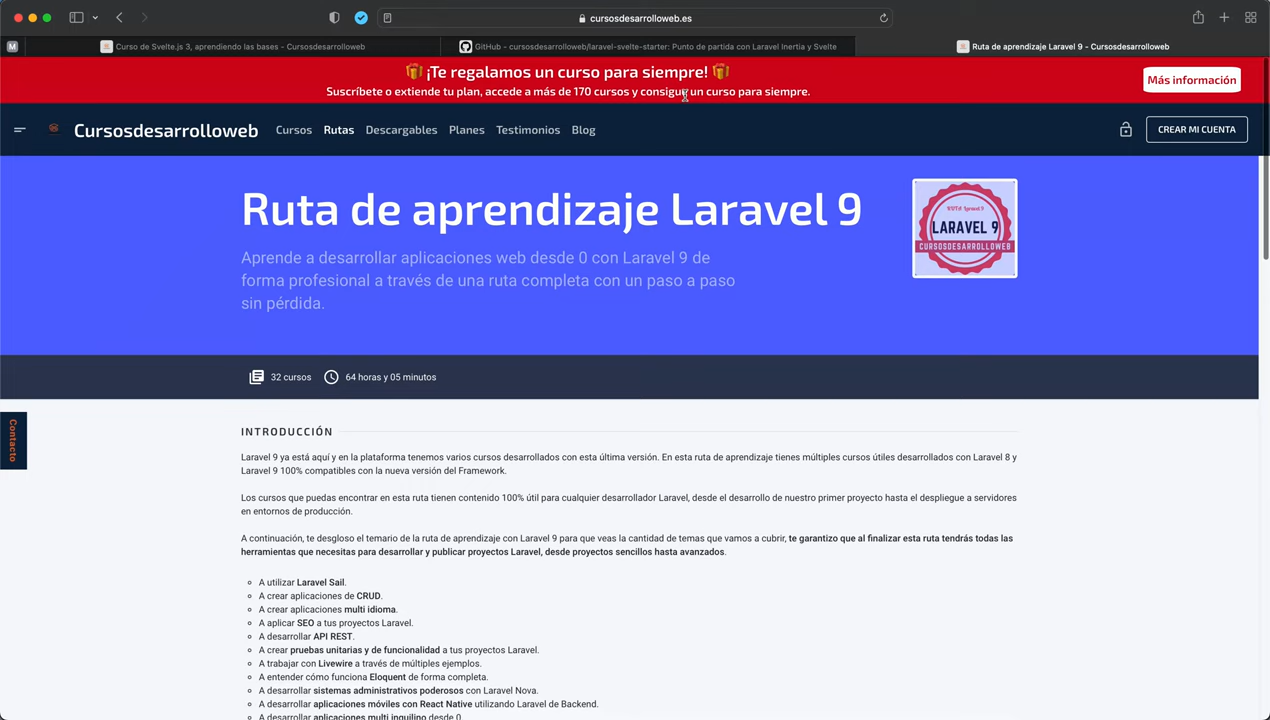 cursosdesarrolloweb.es
M
Curso de Svelte.js 3, aprendiendo las bases - Cursosdesarrolloweb
GitHub - cursosdesarrolloweb/laravel-svelte-starter: Punto de partida con Laravel Inertia y Svelte
Ruta de aprendizaje Laravel 9 - Cursosdesarrolloweb
¡Te regalamos un curso para siempre!
Suscríbete o extiende tu plan, accede a más de 170 cursos y consigue un curso para siempre.
Más información
Cursosdesarrolloweb
Cursos
Rutas
Descargables
Planes
Testimonios
Blog
CREAR MI CUENTA
Ruta de aprendizaje Laravel 9
Aprende a desarrollar aplicaciones web desde 0 con Laravel 9 de
forma profesional a través de una ruta completa con un paso a paso
sin pérdida.
RUTA Laravel 9
LARAVEL 9
CURSOSDESARROLLOWEB
32 cursos
64 horas y 05 minutos
Contacto
INTRODUCCIÓN
Laravel 9 ya está aquí y en la plataforma tenemos varios cursos desarrollados con esta última versión. En esta ruta de aprendizaje tienes múltiples cursos útiles desarrollados con Laravel 8 y
Laravel 9 100% compatibles con la nueva versión del Framework.
Los cursos que puedas encontrar en esta ruta tienen contenido 100% útil para cualquier desarrollador Laravel, desde el desarrollo de nuestro primer proyecto hasta el despliegue a servidores
en entornos de producción.
A continuación, te desgloso el temario de la ruta de aprendizaje con Laravel 9 para que veas la cantidad de temas que vamos a cubrir, te garantizo que al finalizar esta ruta tendrás todas las
herramientas que necesitas para desarrollar y publicar proyectos Laravel, desde proyectos sencillos hasta avanzados.
A utilizar Laravel Sail.
A crear aplicaciones de CRUD.
A crear aplicaciones multi idioma.
A aplicar SEO a tus proyectos Laravel.
A desarrollar API REST.
A crear pruebas unitarias y de funcionalidad a tus proyectos Laravel.
A trabajar con Livewire a través de múltiples ejemplos.
A entender cómo funciona Eloquent de forma completa.
A desarrollar sistemas administrativos poderosos con Laravel Nova.
A desarrollar aplicaciones móviles con React Native utilizando Laravel de Backend.
A desarrollar aplicaciones multi inquilino desde 0.